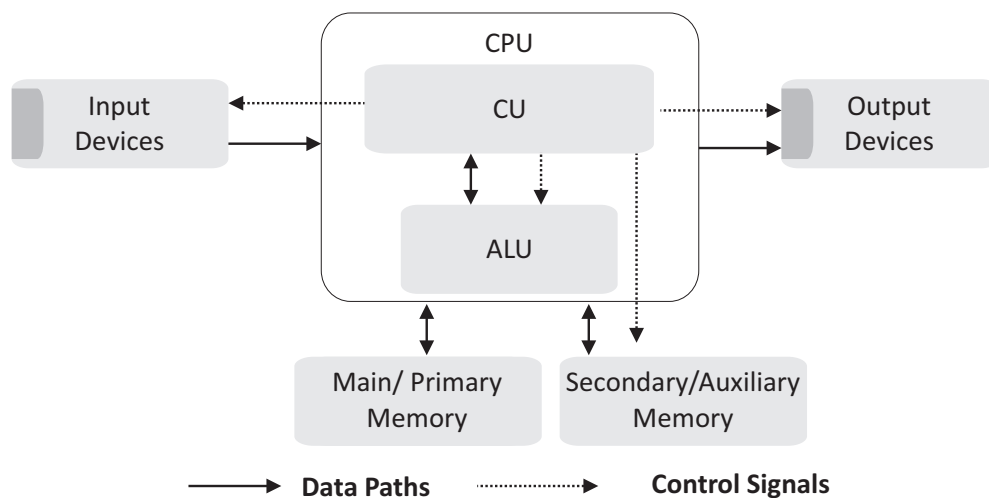 CPU
Input
Devices
CU
Output
Devices
ALU
Main/ Primary
Memory
Secondary/Auxiliary
Memory
Data Paths
Control Signals